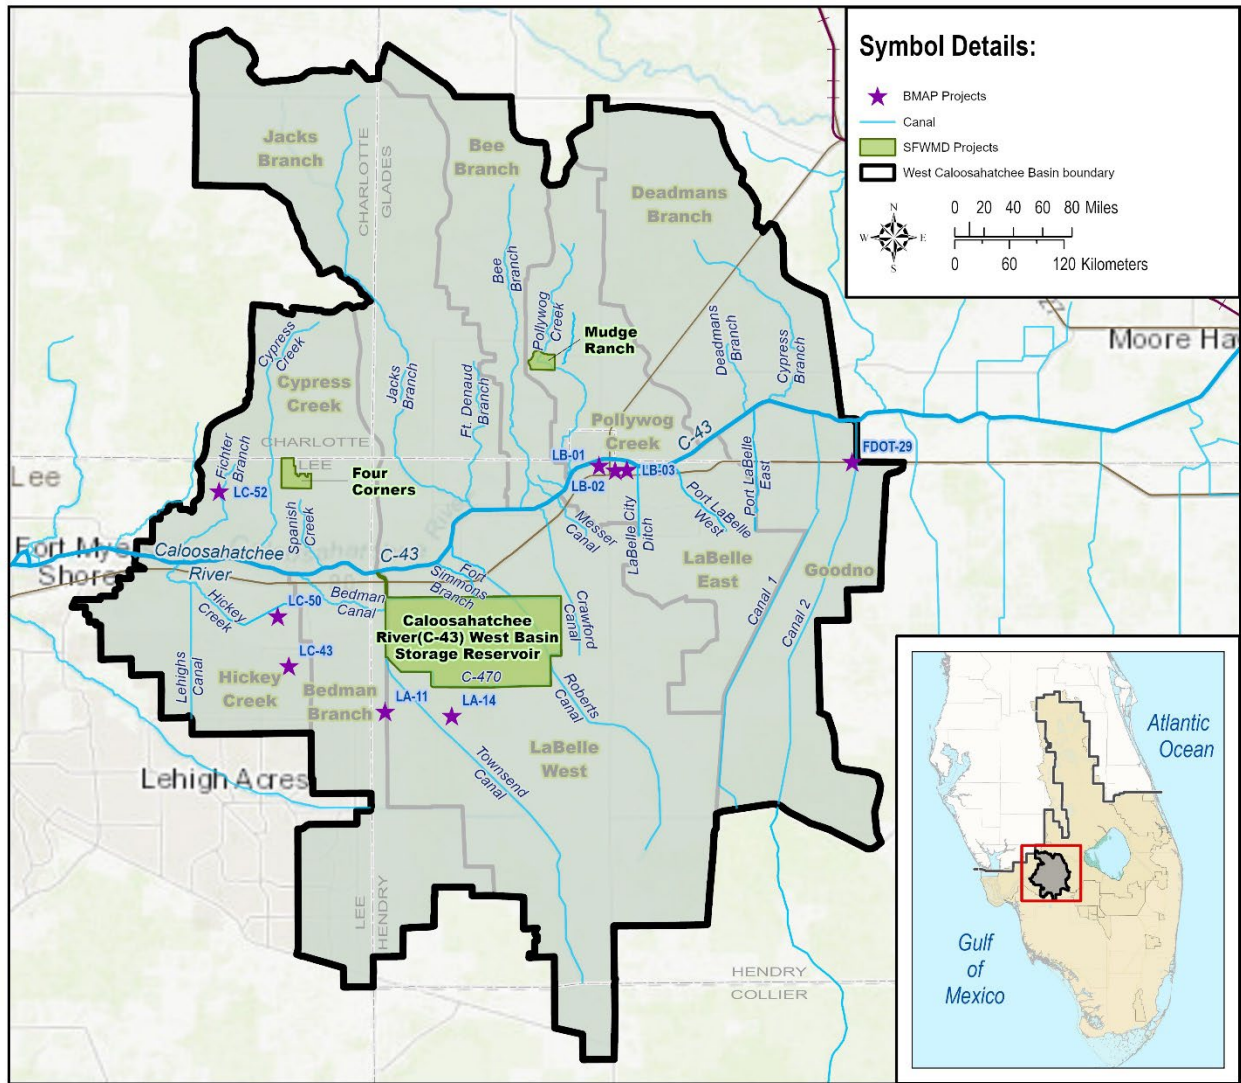 Symbol Details:
BMAP Projects
Canal
SFWMD Projects
West Caloosahatchee Basin boundary
N
W
E
S
0 20 40 60 80 Miles
0 60 120 Kilometers
Jacks
Branch
CHARLOTTE
GLADES
Bee
Branch
Deadmans
Branch
Bee
Branch
Pollywog
Creek
Mudge
Ranch
Deadmans
Branch
Cypress
Branch
Moore Ha
Cypress
Creek
Cypress
Creek
Jacks
Branch
Ft. Denaud
Branch
Pollywog
Creek
C-43
CHARLOTTE
LEE
Lee
Fichter
Branch
LC-52
Four
Corners
Spanish
Creek
LB-01
LB-02
LB-03
FDOT-29
Port LaBelle
East
Port LaBelle
West
Messer
Canal
LaBelle City
Ditch
Fort Mye
Shore
Caloosahatchee
River
C-43
LaBelle
East
Goodno
Canal 1
Canal 2
Hickey
Creek
LC-50
Bedman
Canal
Fort
Simmons
Branch
Crawford
Canal
Caloosahatchee
River(C-43) West Basin
Storage Reservoir
C-470
Lehighs
Canal
LC-43
Hickey
Creek
Bedman
Branch
LA-11
LA-14
Roberts
Canal
LaBelle
West
Townsend
Canal
Lehigh Acres
LEE
HENDRY
HENDRY
COLLIER
Atlantic
Ocean
Gulf
of
Mexico